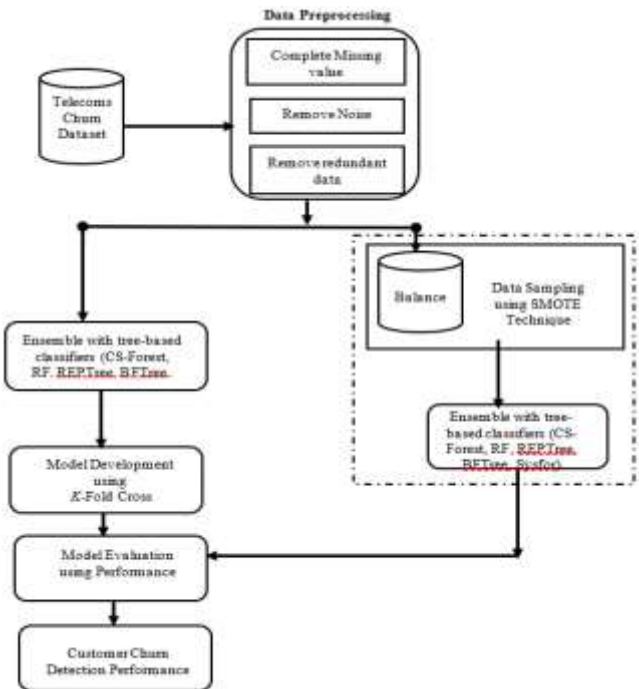 Data Preprocessing
Complete Missing
value
Telecoms
Churn
Dataset
Remove Noise
Remove redundant
data
Balance
Data Sampling
using SMOTE
Technique
Ensemble with tree-based
classifiers (CS-Forest,
RF, REPTree, BFTree,
Ensemble with tree-
based classifiers (CS-
Forest, RF, REPTree,
BFTree, Sysfor)
Model Development
using
K-Fold Cross
Model Evaluation
using Performance
Customer Churn
Detection Performance